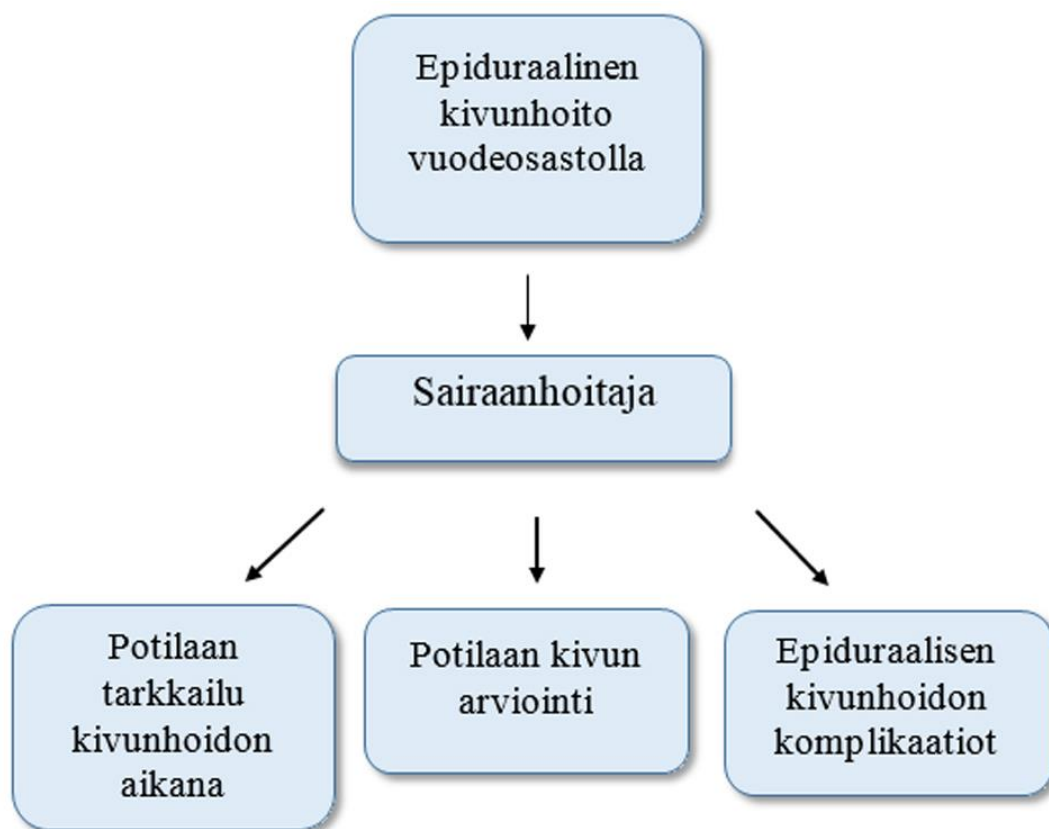 Epiduraalinen
kivunhoito
vuodeosastolla
Sairaanhoitaja
Potilaan
tarkkailu
kivunhoidon
aikana
Potilaan kivun
arviointi
Epiduraalisen
kivunhoidon
komplikaatiot